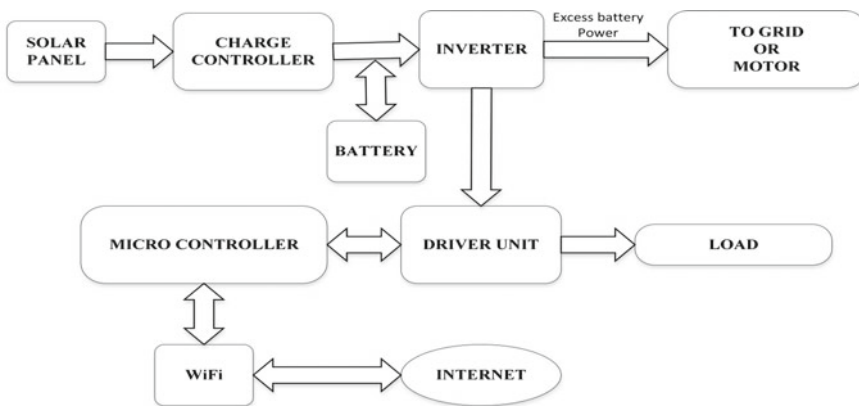 SOLAR
PANEL
CHARGE
CONTROLLER
INVERTER
Excess battery
Power
TO GRID
OR
MOTOR
BATTERY
MICRO CONTROLLER
DRIVER UNIT
LOAD
WiFi
INTERNET